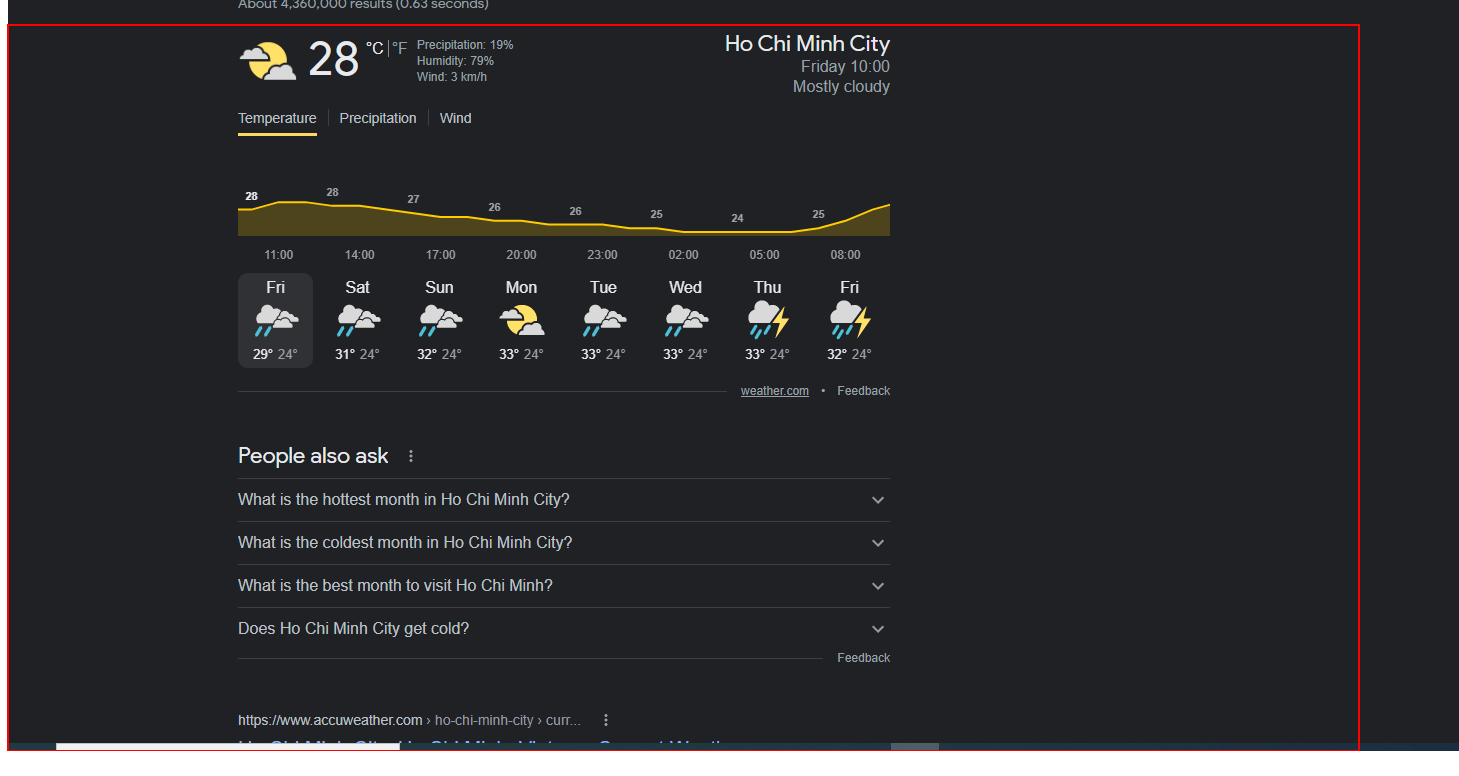 About 4,360,000 results (0.63 seconds)
28 °C | °F
Precipitation: 19%
Humidity: 79%
Wind: 3 km/h
Ho Chi Minh City
Friday 10:00
Mostly cloudy
Temperature | Precipitation | Wind
28 28 27 26 26 25 24 25
11:00 14:00 17:00 20:00 23:00 02:00 05:00 08:00
Fri Sat Sun Mon Tue Wed Thu Fri
29° 24° 31° 24° 32° 24° 33° 24° 33° 24° 33° 24° 33° 24° 32° 24°
weather.com • Feedback
People also ask
What is the hottest month in Ho Chi Minh City?
What is the coldest month in Ho Chi Minh City?
What is the best month to visit Ho Chi Minh?
Does Ho Chi Minh City get cold?
Feedback
https://www.accuweather.com › ho-chi-minh-city › curr...